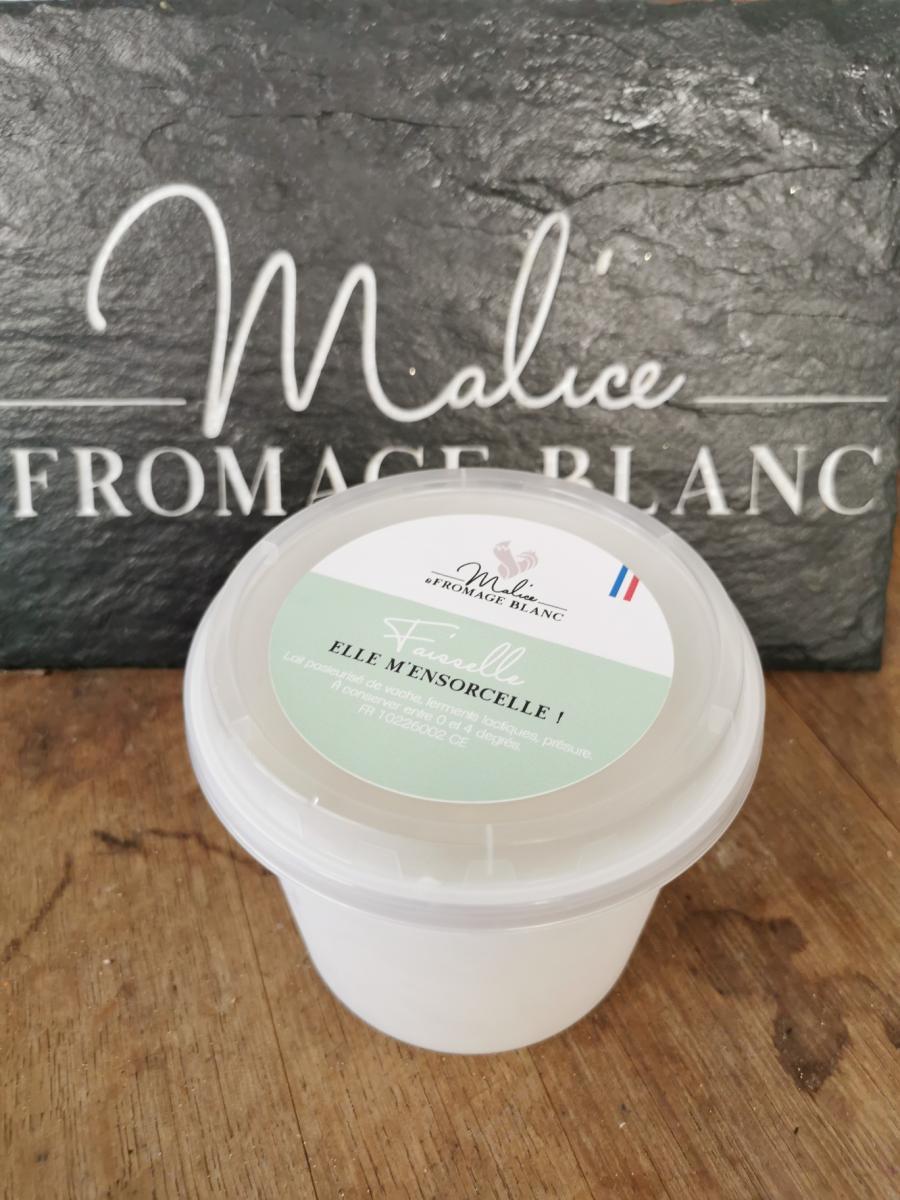 Malice
FROMAGE BLANC
Malice
& FROMAGE BLANC
Faisselle
ELLE M'ENSORCELLE !
Lait pasteurisé de vache, ferments lactiques, présure.
À conserver entre 0 et 4 degrés.
FR 10226002 CE